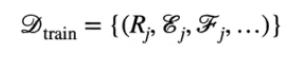 𝒟train = {(Rj, ℰj, ℱj, …)}